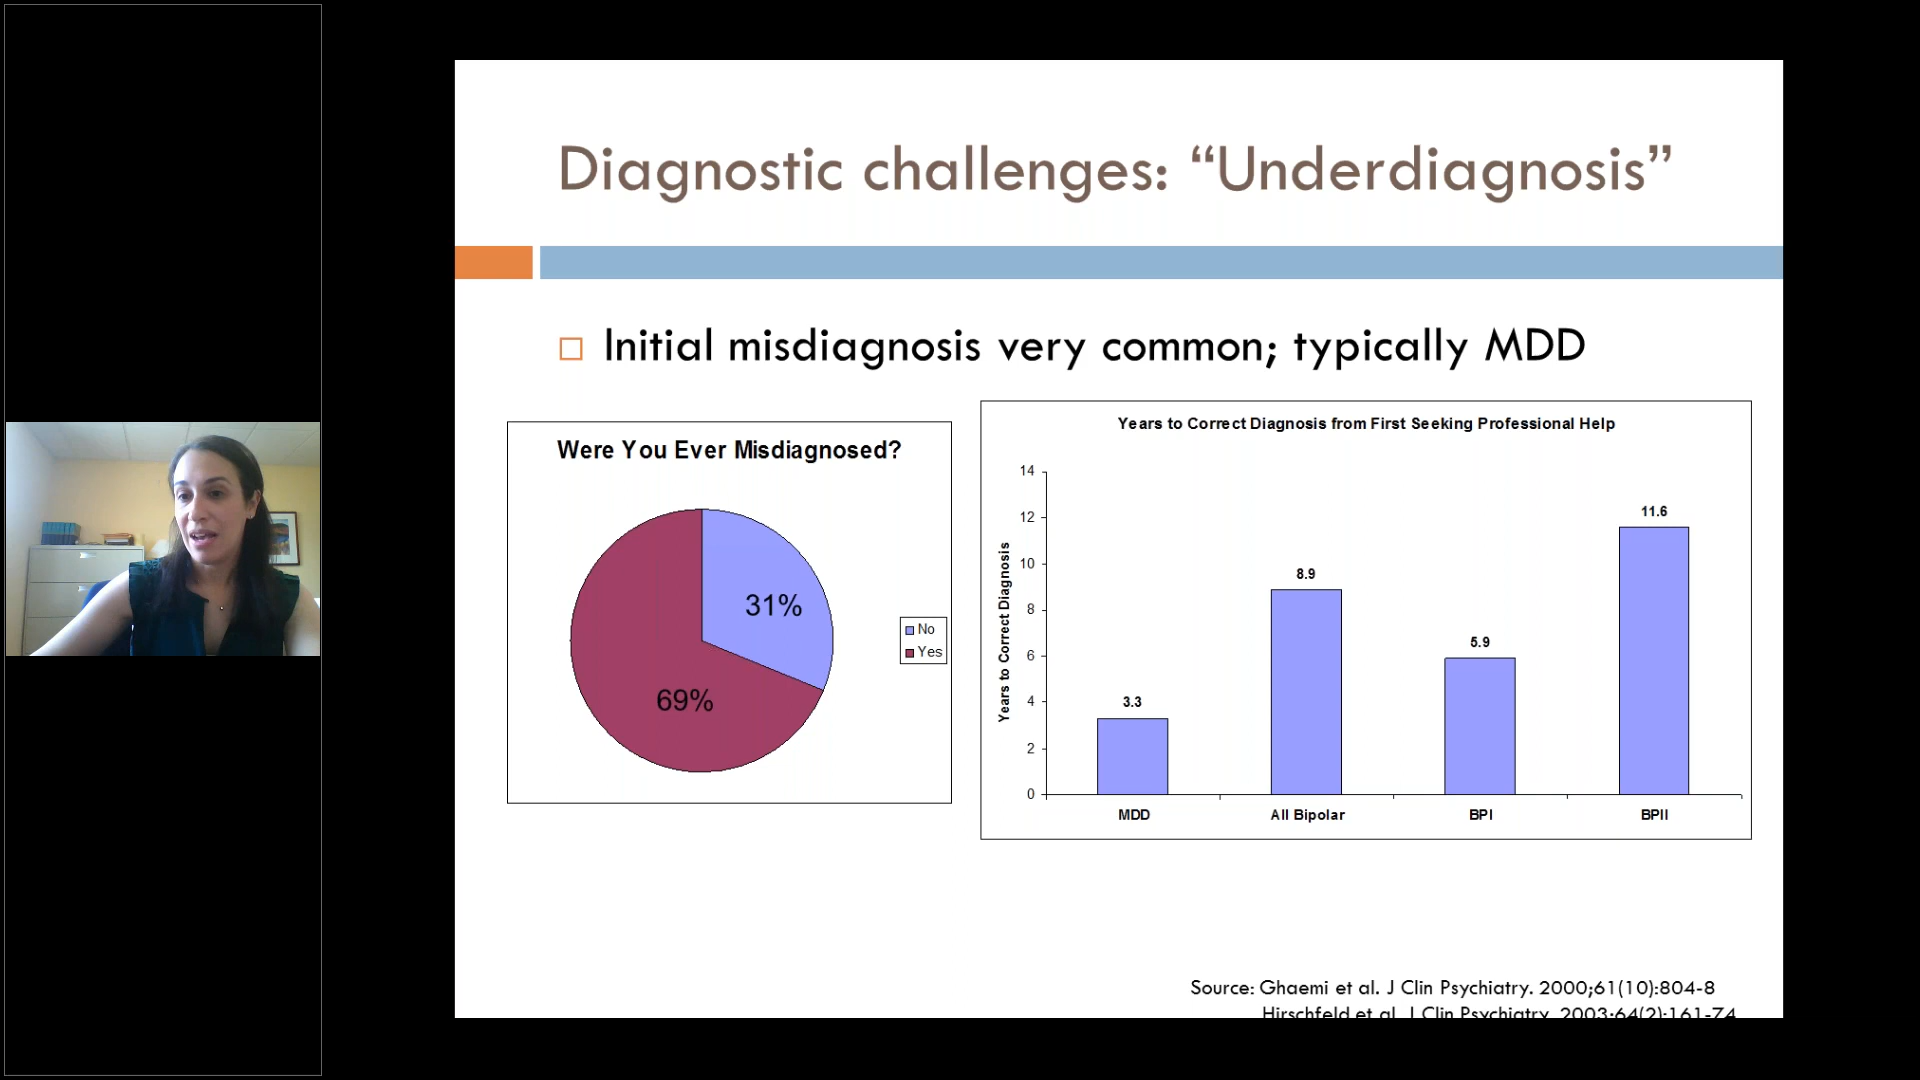 Diagnostic challenges: “Underdiagnosis”
Initial misdiagnosis very common; typically MDD
Were You Ever Misdiagnosed?
31%
69%
No
Yes
Years to Correct Diagnosis from First Seeking Professional Help
Years to Correct Diagnosis
14
12
10
8
6
4
2
0
3.3
8.9
5.9
11.6
MDD
All Bipolar
BPI
BPII
Source: Ghaemi et al. J Clin Psychiatry. 2000;61(10):804-8
Hirschfeld et al. J Clin Psychiatry. 2003;64(2):161-74